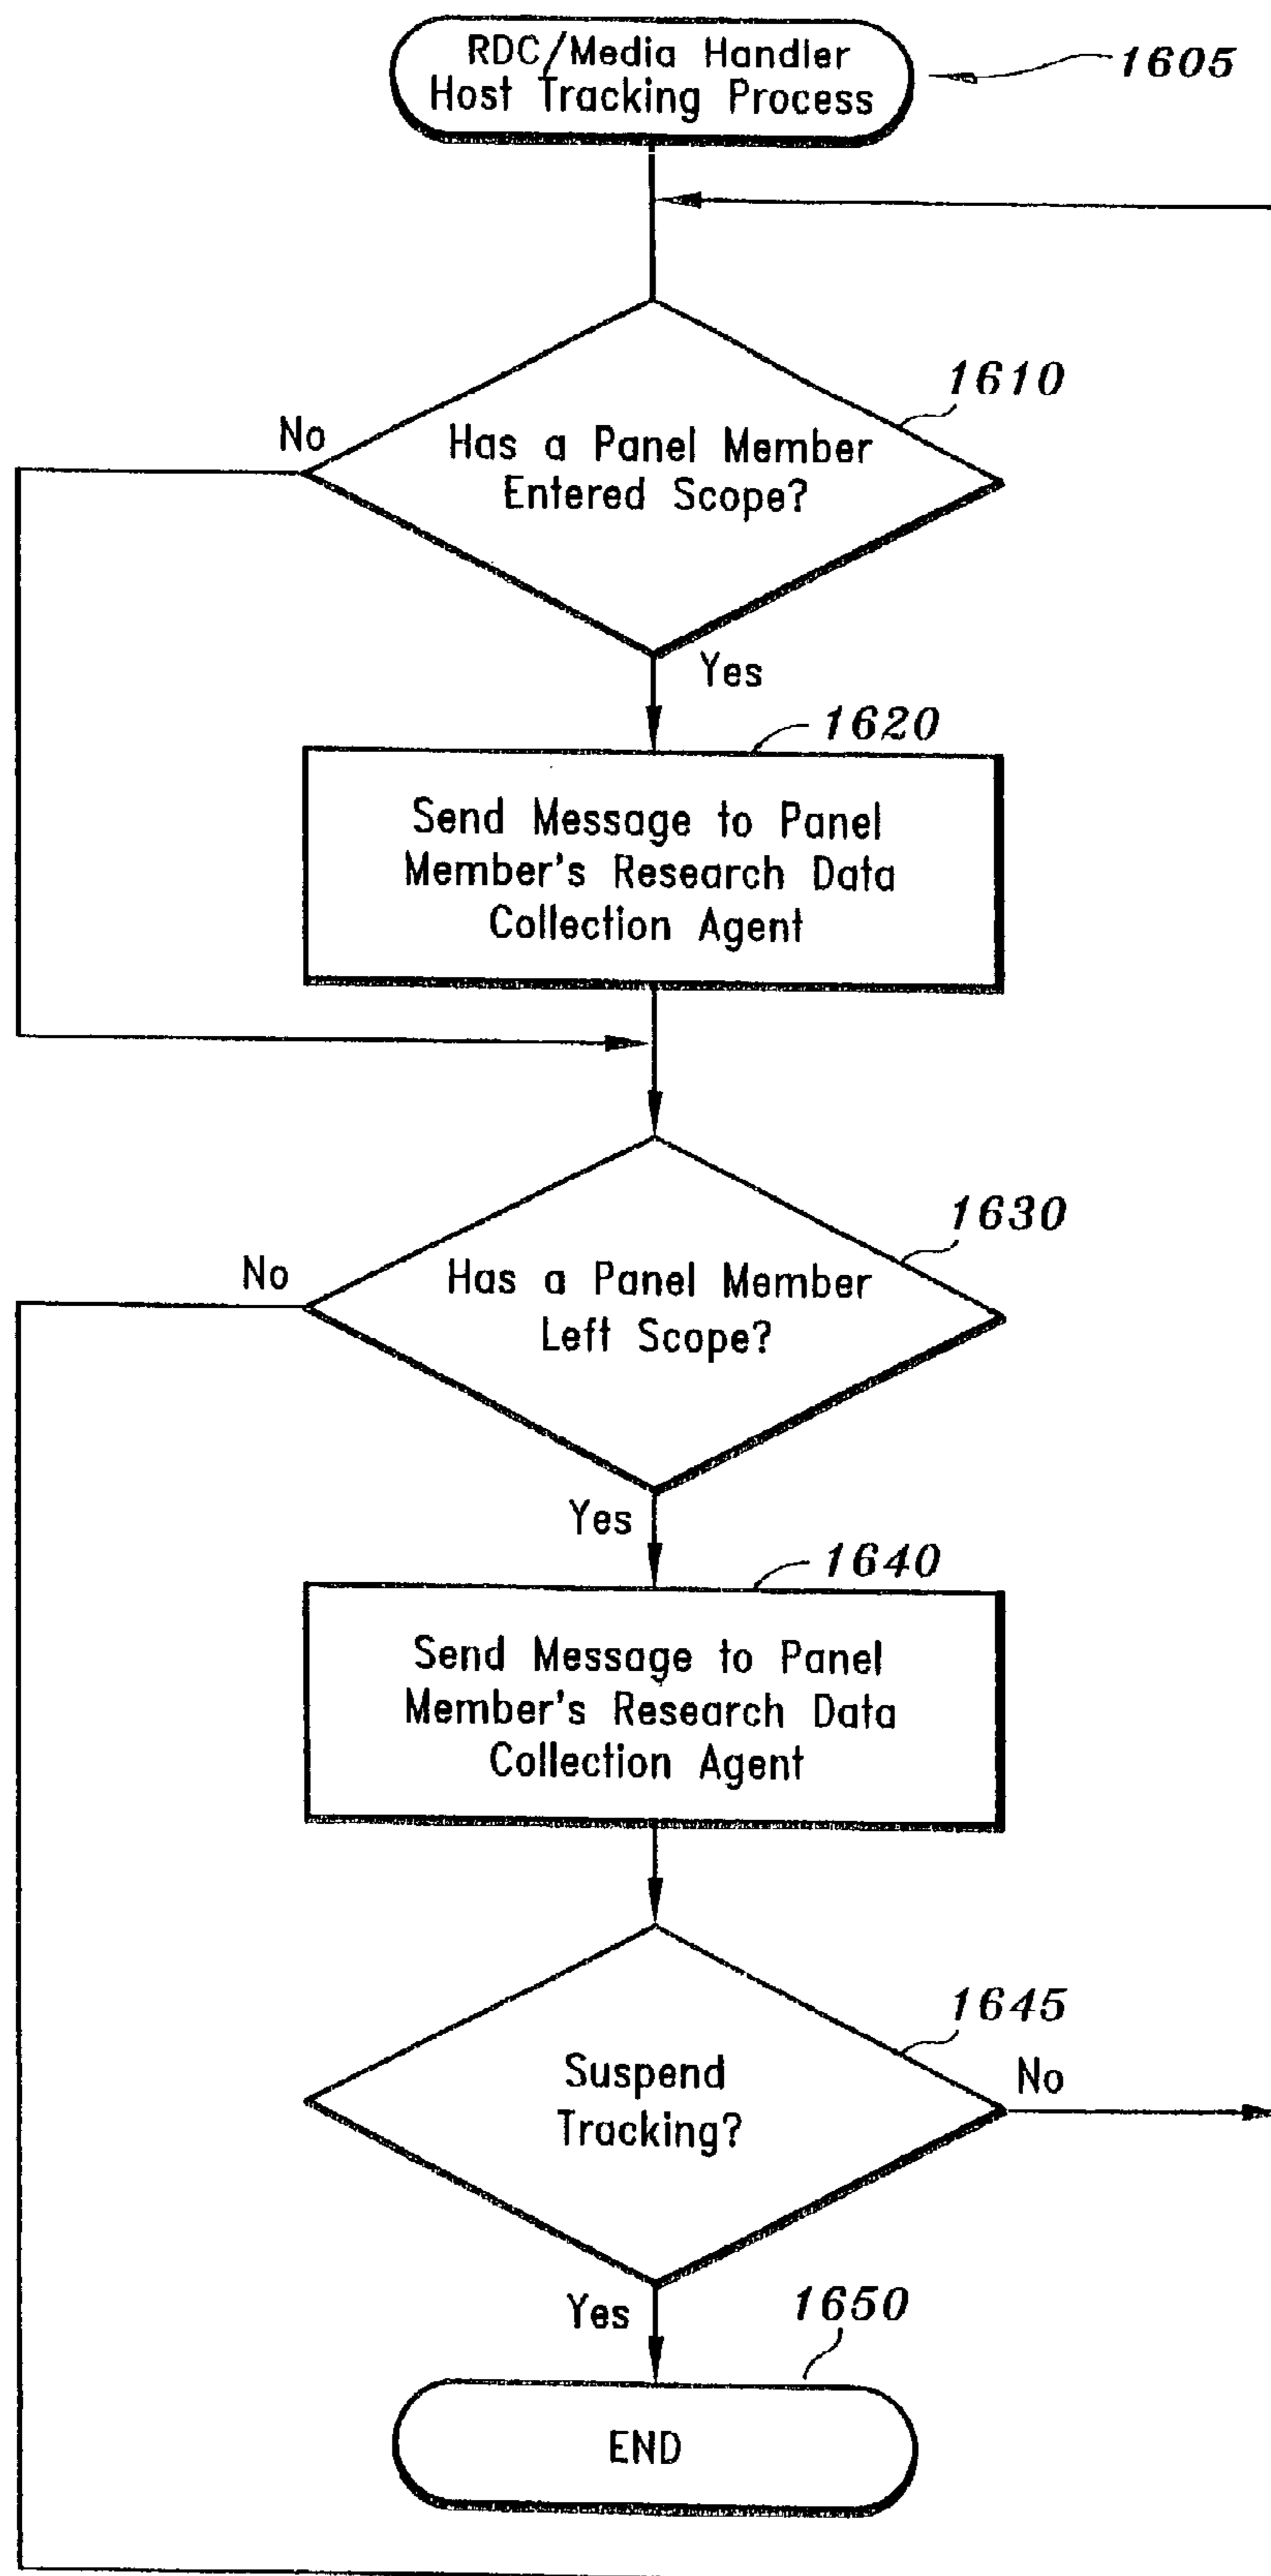 RDC/Media Handler
Host Tracking Process
1605
1610
No
Has a Panel Member
Entered Scope?
Yes
1620
Send Message to Panel
Member's Research Data
Collection Agent
1630
No
Has a Panel Member
Left Scope?
Yes
1640
Send Message to Panel
Member's Research Data
Collection Agent
1645
No
Suspend
Tracking?
Yes
1650
END